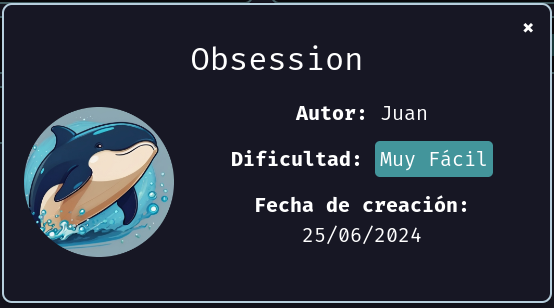 ✖
Obsession
Autor: Juan
Dificultad: Muy Fácil
Fecha de creación:
25/06/2024